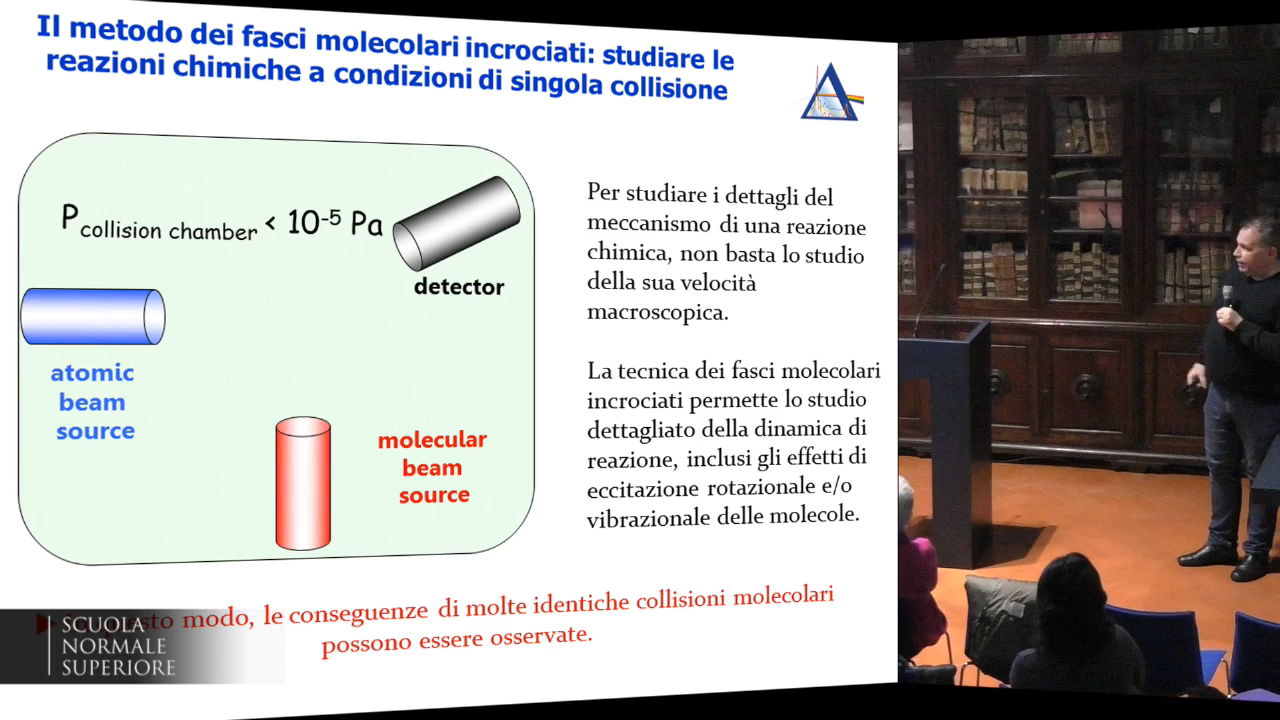 Il metodo dei fasci molecolari incrociati: studiare le
reazioni chimiche a condizioni di singola collisione
P collision chamber < 10-5 Pa
detector
atomic
beam
source
molecular
beam
source
Per studiare i dettagli del
meccanismo di una reazione
chimica, non basta lo studio
della sua velocità
macroscopica.
La tecnica dei fasci molecolari
incrociati permette lo studio
dettagliato della dinamica di
reazione, inclusi gli effetti di
eccitazione rotazionale e/o
vibrazionale delle molecole.
modo, le conseguenze di molte identiche collisioni molecolari
possono essere osservate.
SCUOLA
NORMALE
SUPERIORE